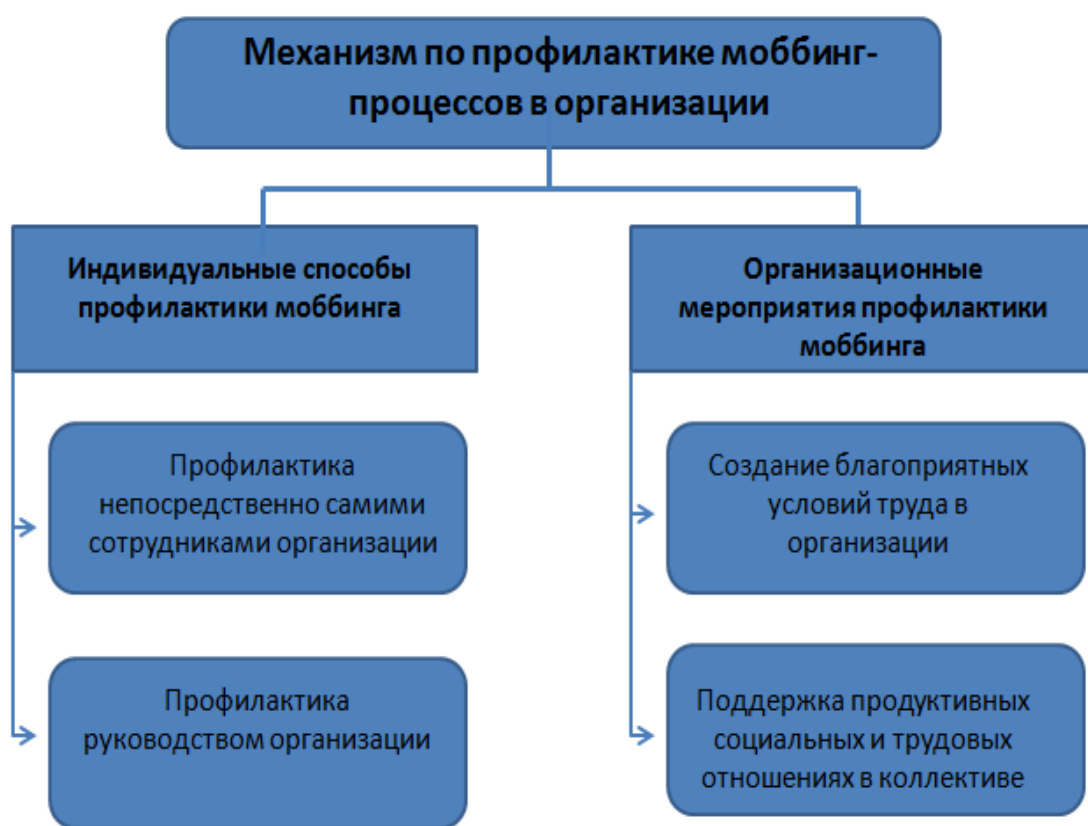 Механизм по профилактике моббинг-
процессов в организации
Индивидуальные способы
профилактики моббинга
Организационные
мероприятия профилактики
моббинга
Профилактика
непосредственно самими
сотрудниками организации
Создание благоприятных
условий труда в
организации
Профилактика
руководством организации
Поддержка продуктивных
социальных и трудовых
отношениях в коллективе